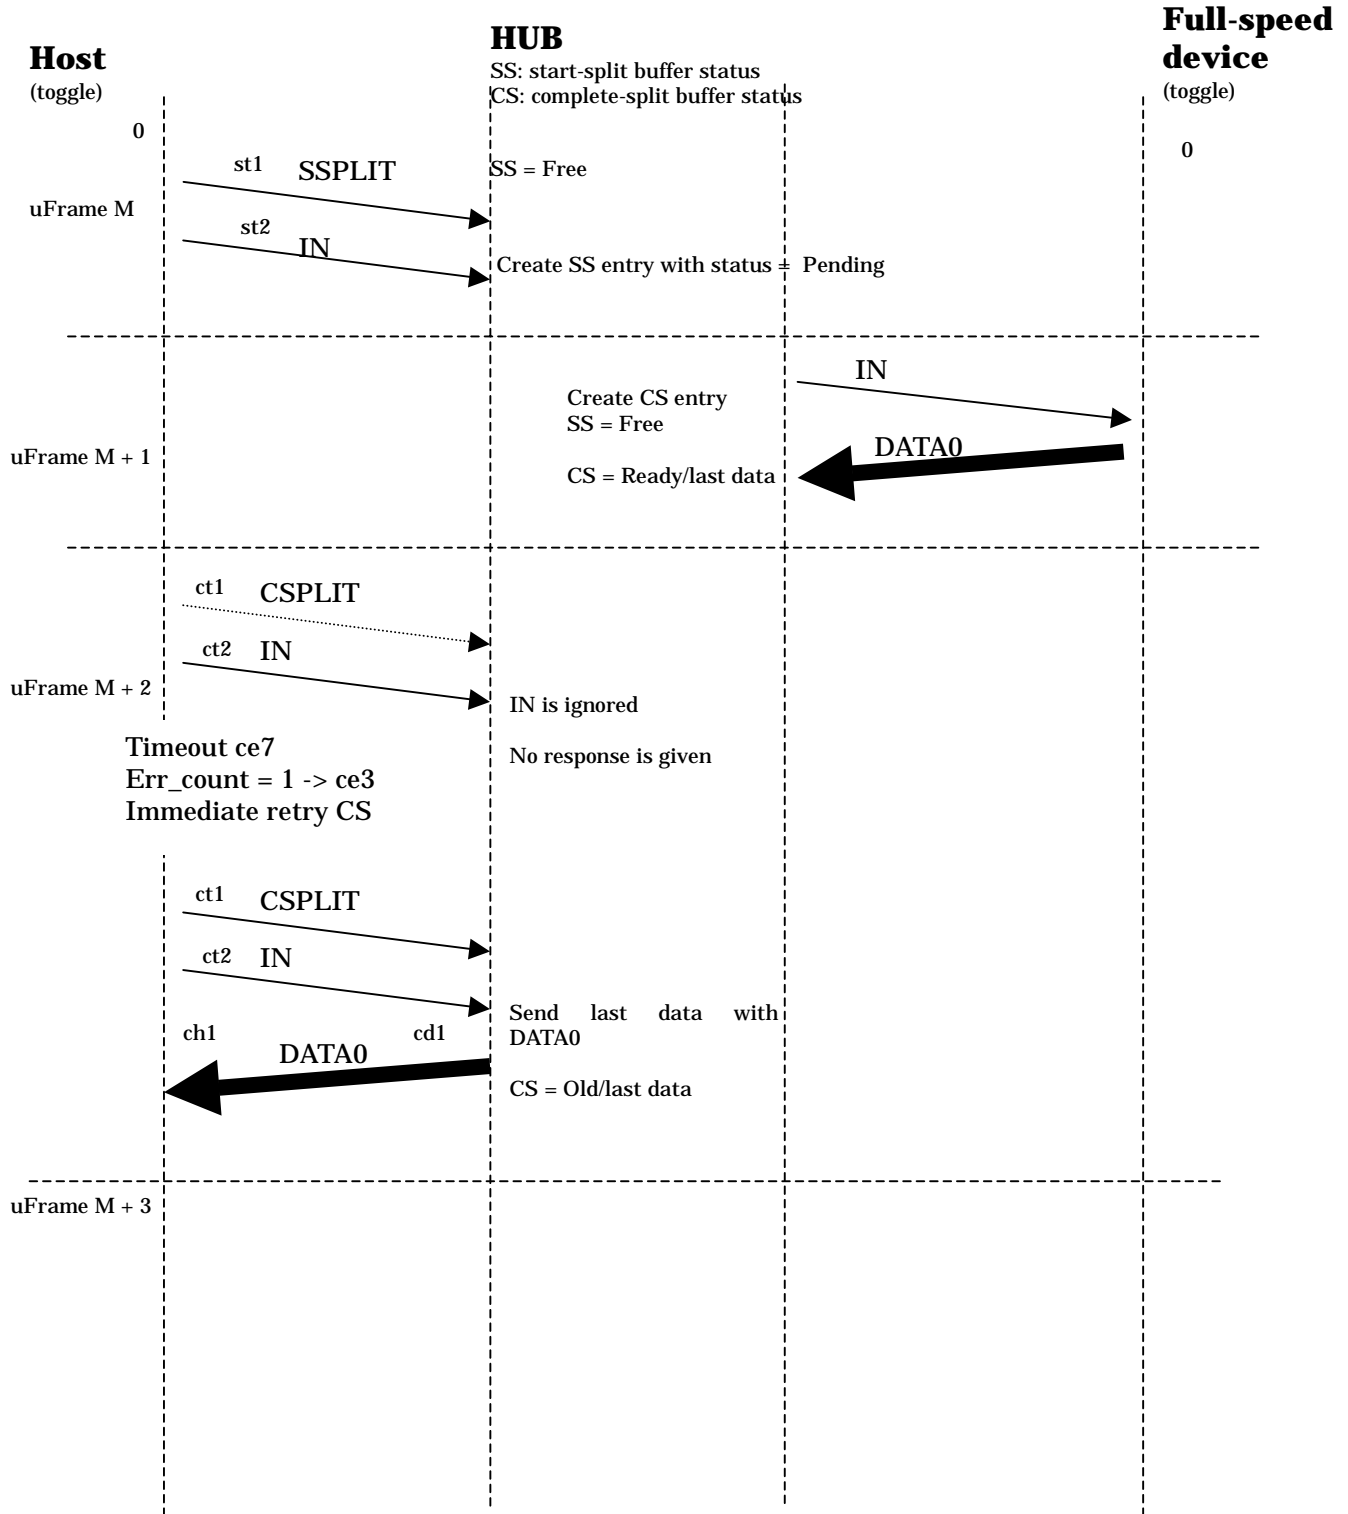 Full-speed
device
(toggle)
HUB
SS: start-split buffer status
CS: complete-split buffer status
Host
(toggle)
0
0
st1 SSPLIT
SS = Free
uFrame M
st2 IN
Create SS entry with status = Pending
IN
Create CS entry
SS = Free
DATA0
uFrame M + 1
CS = Ready/last data
ct1 CSPLIT
ct2 IN
uFrame M + 2
IN is ignored
No response is given
Timeout ce7
Err_count = 1 -> ce3
Immediate retry CS
ct1 CSPLIT
ct2 IN
Send last data with
DATA0
ch1 DATA0 cd1
CS = Old/last data
uFrame M + 3